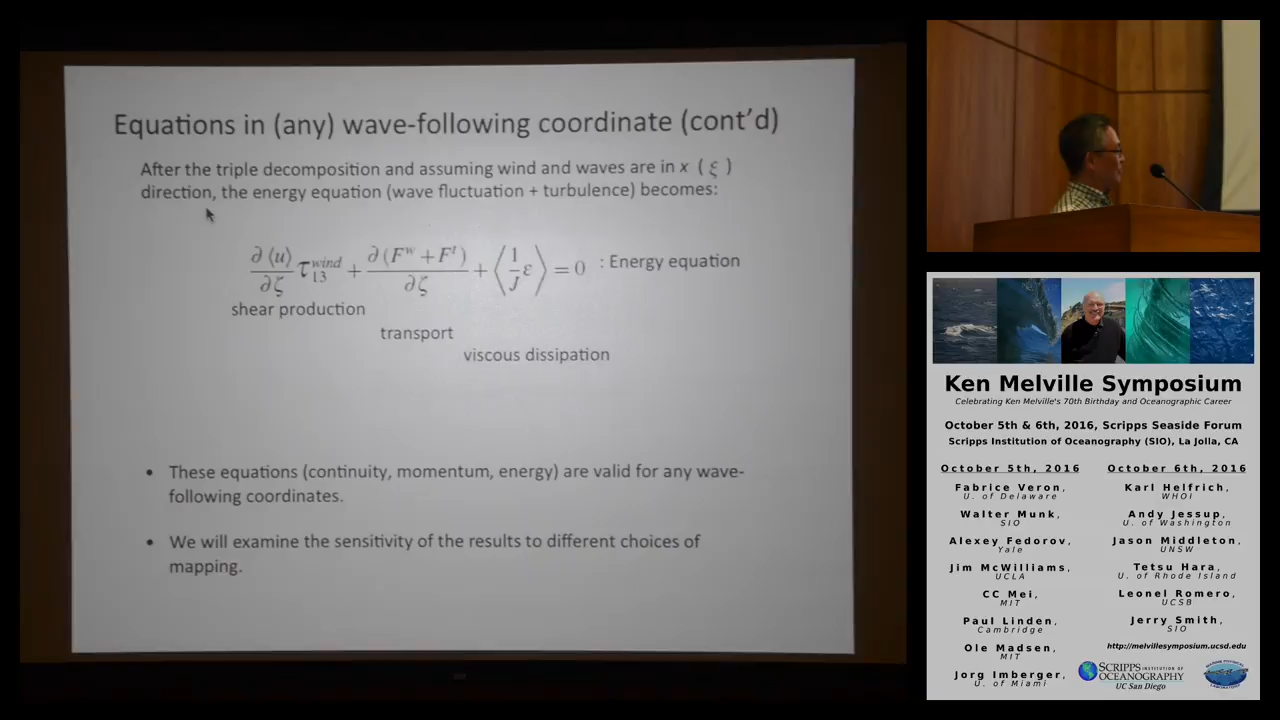 Equations in (any) wave-following coordinate (cont'd)
After the triple decomposition and assuming wind and waves are in x ( ξ )
direction, the energy equation (wave fluctuation + turbulence) becomes:
∂⟨u⟩/∂ζ τ₁₃^wind + ∂(F^w + F^t)/∂ζ + ⟨1/J ε⟩ = 0 : Energy equation
shear production
transport
viscous dissipation
• These equations (continuity, momentum, energy) are valid for any wave-
following coordinates.
• We will examine the sensitivity of the results to different choices of
mapping.
Ken Melville Symposium
Celebrating Ken Melville's 70th Birthday and Oceanographic Career
October 5th & 6th, 2016, Scripps Seaside Forum
Scripps Institution of Oceanography (SIO), La Jolla, CA
October 5th, 2016
Fabrice Veron,
U. of Delaware
Walter Munk,
SIO
Alexey Fedorov,
Yale
Jim McWilliams,
UCLA
CC Mei,
MIT
Paul Linden,
Cambridge
Ole Madsen,
MIT
Jorg Imberger,
U. of Miami
October 6th, 2016
Karl Helfrich,
WHOI
Andy Jessup,
U. of Washington
Jason Middleton,
UNSW
Tetsu Hara,
U. of Rhode Island
Leonel Romero,
UCSB
Jerry Smith,
SIO
http://melvillesymposium.ucsd.edu
SCRIPPS INSTITUTION OF
OCEANOGRAPHY
UC San Diego